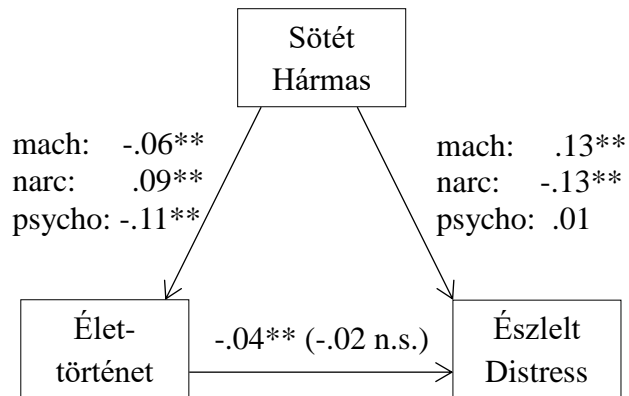 Sötét
Hármas
mach: -.06**
narc: .09**
psycho: -.11**
mach: .13**
narc: -.13**
psycho: .01
Élet-
történet
-.04** (-.02 n.s.)
Észlelt
Distress